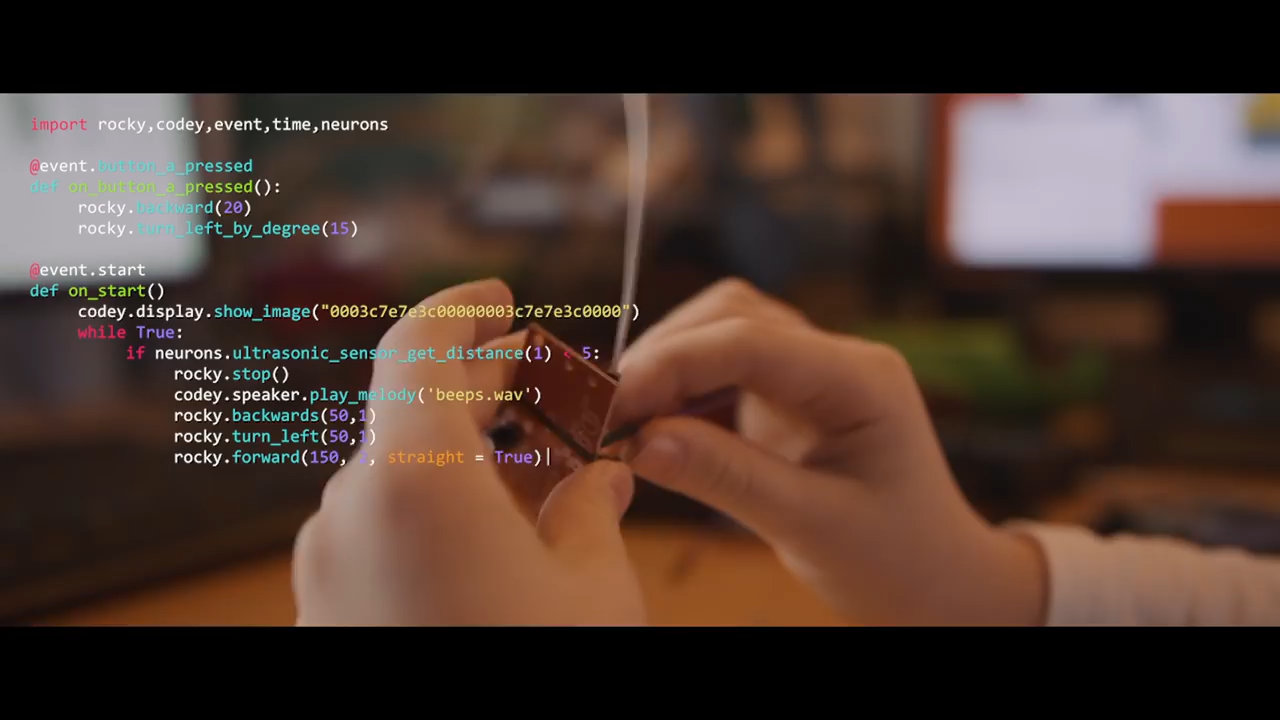 import rocky,codey,event,time,neurons
@event.button_a_pressed
def on_button_a_pressed():
rocky.backward(20)
rocky.turn_left_by_degree(15)
@event.start
def on_start()
codey.display.show_image("0003c7e7e3c00000003c7e7e3c0000")
while True:
if neurons.ultrasonic_sensor_get_distance(1) < 5:
rocky.stop()
codey.speaker.play_melody('beeps.wav')
rocky.backwards(50,1)
rocky.turn_left(50,1)
rocky.forward(150, 2, straight = True)